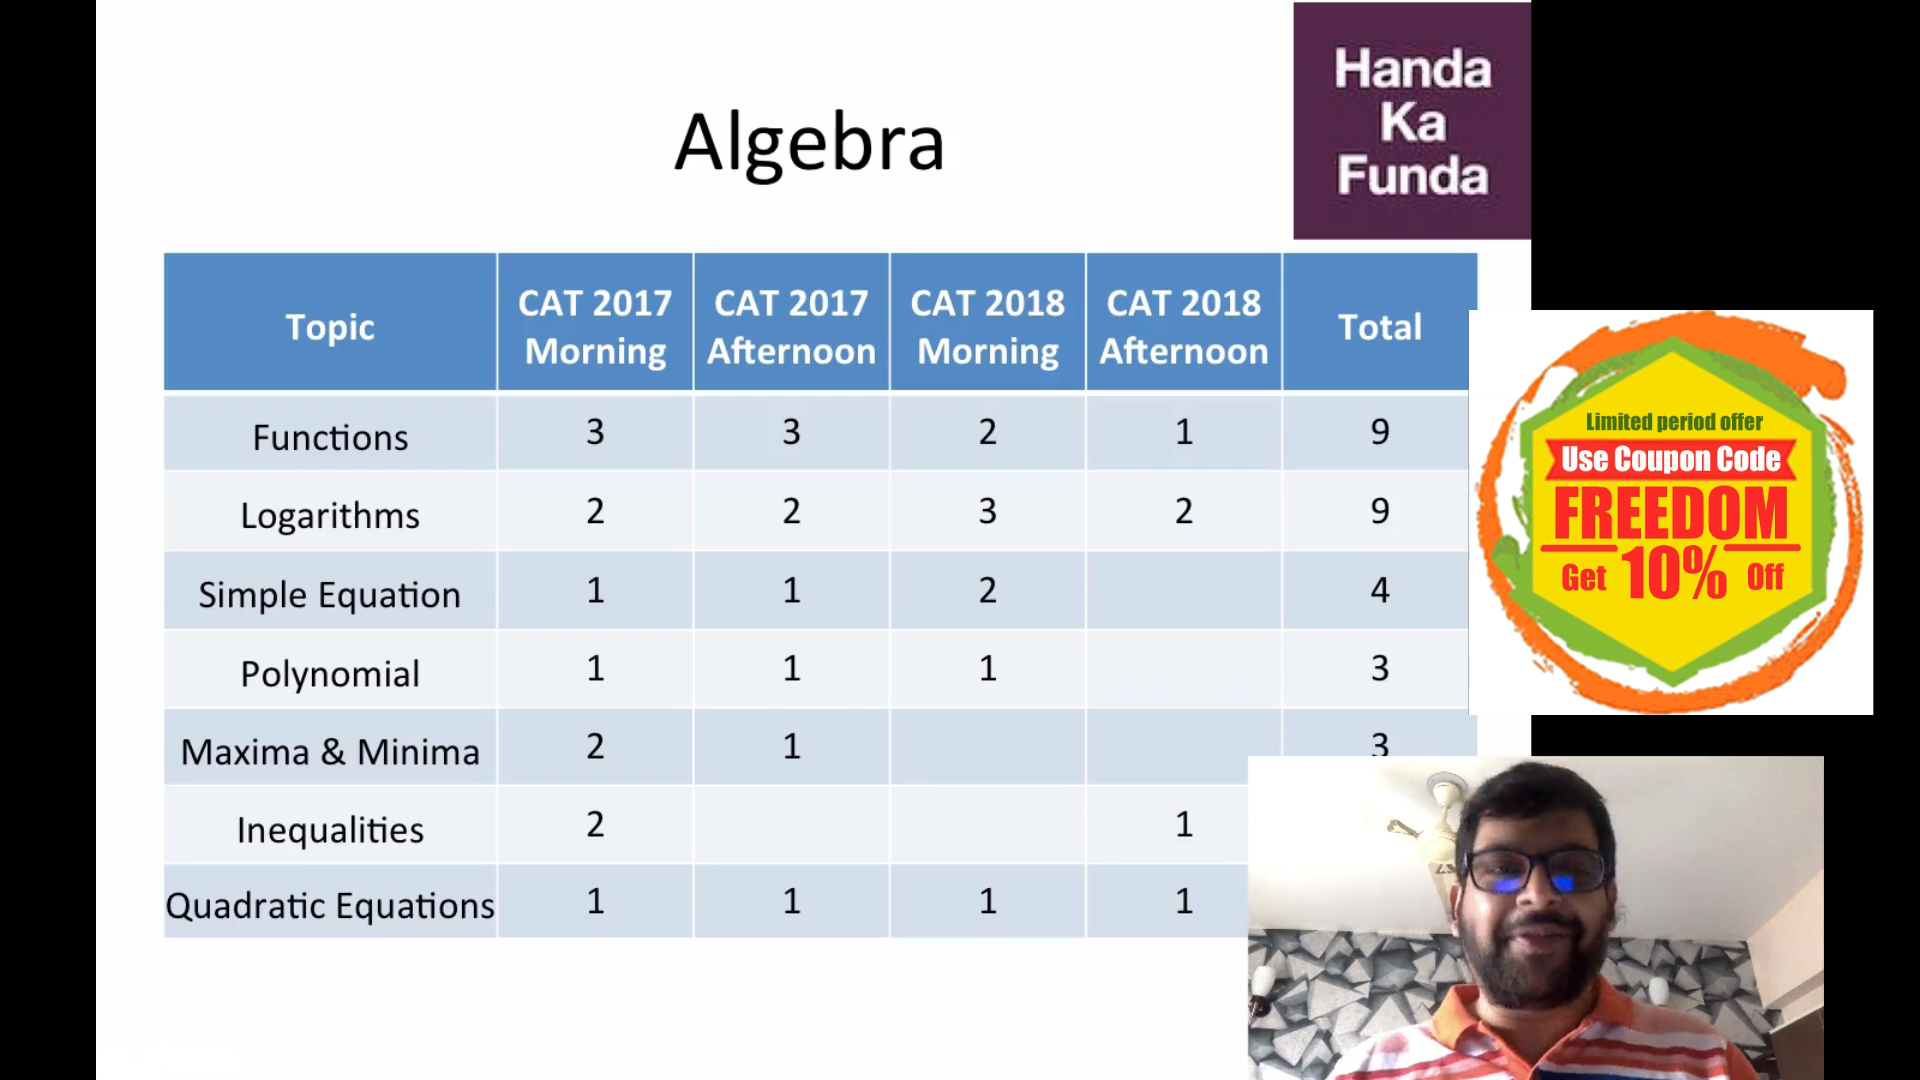 Handa
Ka
Funda
Algebra
Topic CAT 2017 Morning CAT 2017 Afternoon CAT 2018 Morning CAT 2018 Afternoon Total
Functions 3 3 2 1 9
Logarithms 2 2 3 2 9
Simple Equation 1 1 2 4
Polynomial 1 1 1 3
Maxima & Minima 2 1 3
Inequalities 2 1
Quadratic Equations 1 1 1 1
Limited period offer
Use Coupon Code
FREEDOM
Get 10% Off